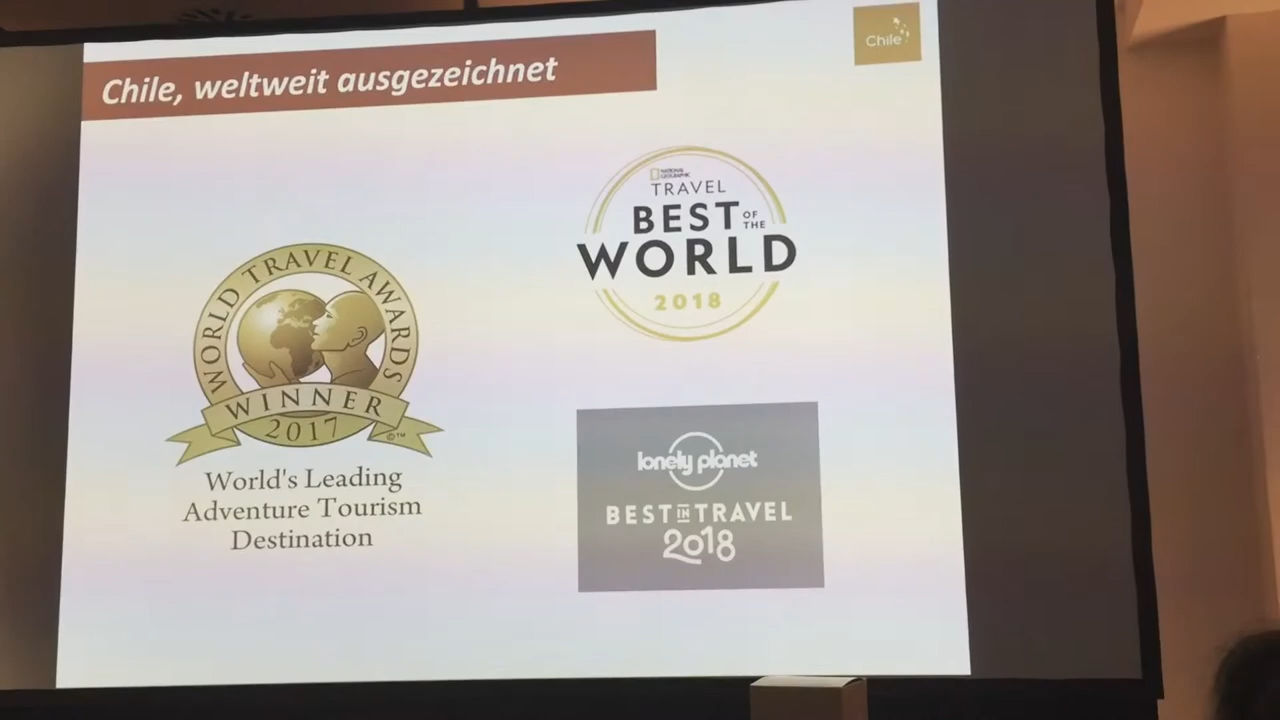 Chile, weltweit ausgezeichnet
Chile
NATIONAL
GEOGRAPHIC
TRAVEL
BEST OF THE
WORLD
2018
WORLD TRAVEL AWARDS
WINNER
2017
©™
World's Leading
Adventure Tourism
Destination
lonely planet
BEST IN TRAVEL
2018